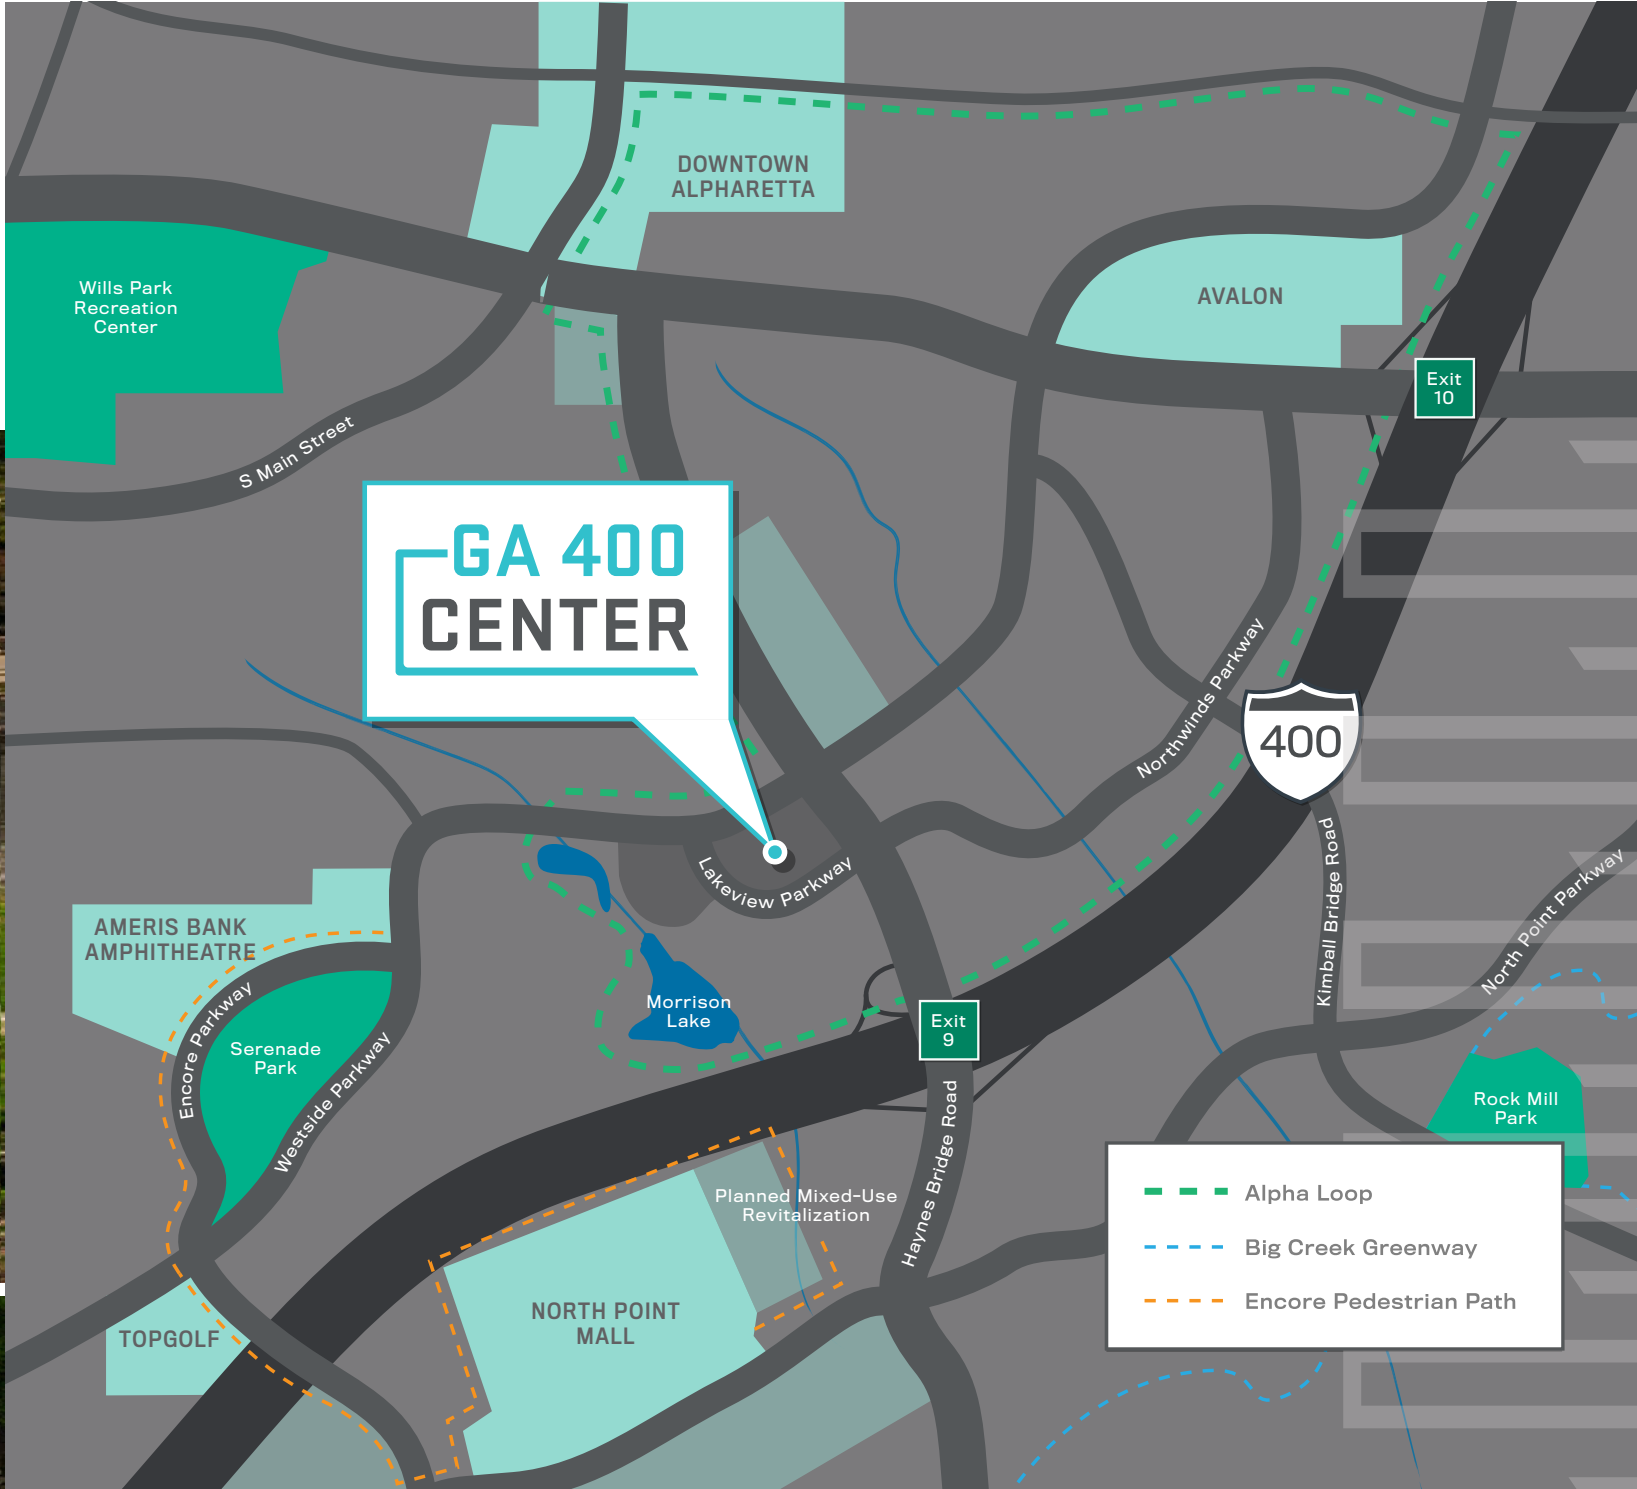 DOWNTOWN
ALPHARETTA
Wills Park
Recreation
Center
AVALON
Exit
10
S Main Street
GA 400
CENTER
Northwinds Parkway
400
Lakeview Parkway
Kimball Bridge Road
North Point Parkway
AMERIS BANK
AMPHITHEATRE
Encore Parkway
Serenade
Park
Westside Parkway
Morrison
Lake
Exit
9
Haynes Bridge Road
Rock Mill
Park
Planned Mixed-Use
Revitalization
NORTH POINT
MALL
TOPGOLF
Alpha Loop
Big Creek Greenway
Encore Pedestrian Path